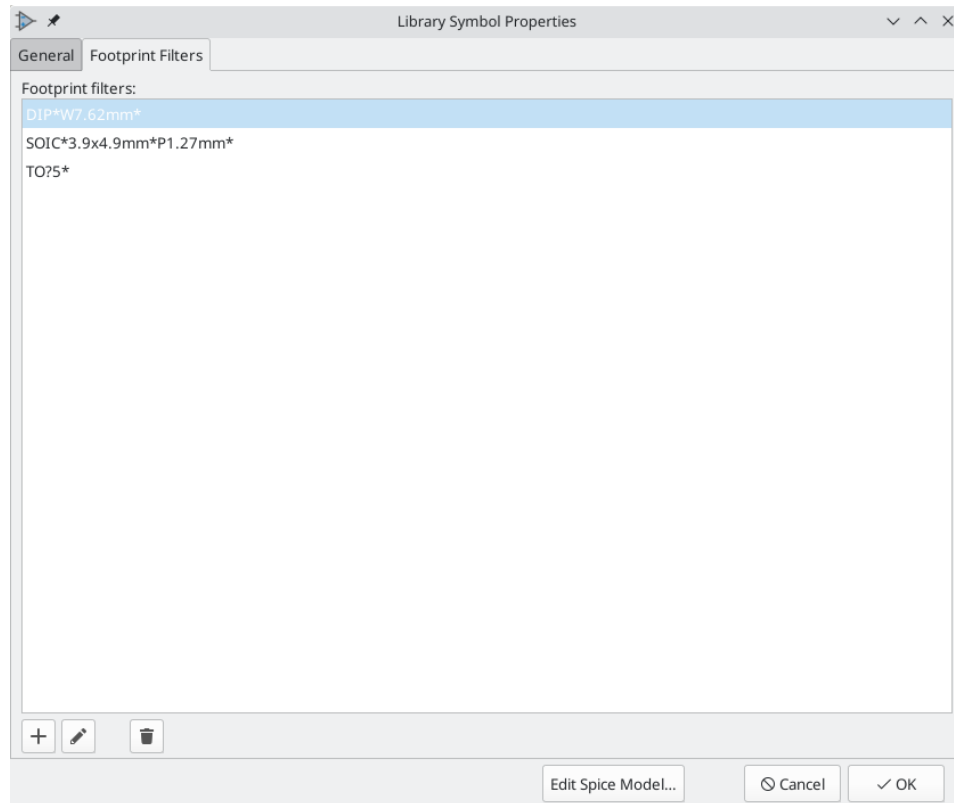 Library Symbol Properties
General Footprint Filters
Footprint filters:
DIP*W7.62mm*
SOIC*3.9x4.9mm*P1.27mm*
TO?5*
Edit Spice Model... Cancel OK